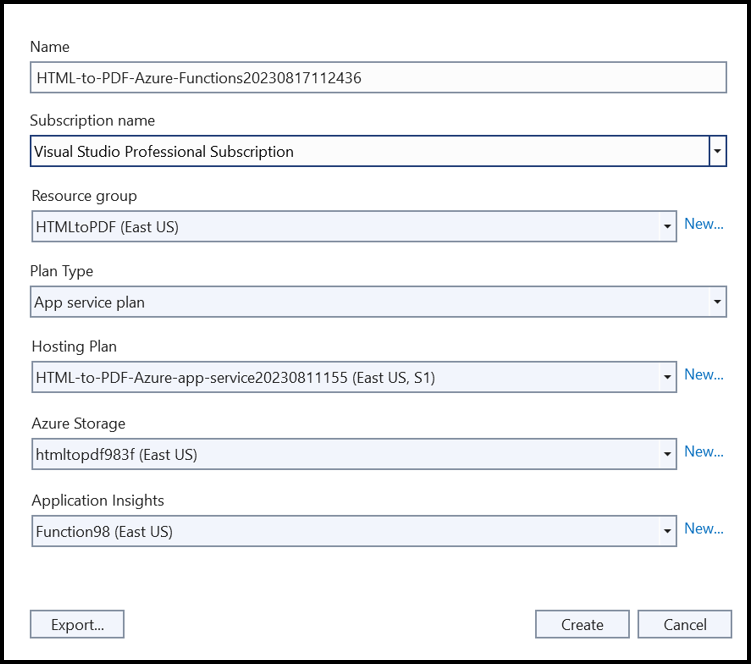 Name
HTML-to-PDF-Azure-Functions20230817112436
Subscription name
Visual Studio Professional Subscription
Resource group
HTMLtoPDF (East US)
New...
Plan Type
App service plan
Hosting Plan
HTML-to-PDF-Azure-app-service20230811155 (East US, S1)
New...
Azure Storage
htmltopdf983f (East US)
New...
Application Insights
Function98 (East US)
New...
Export...
Create
Cancel